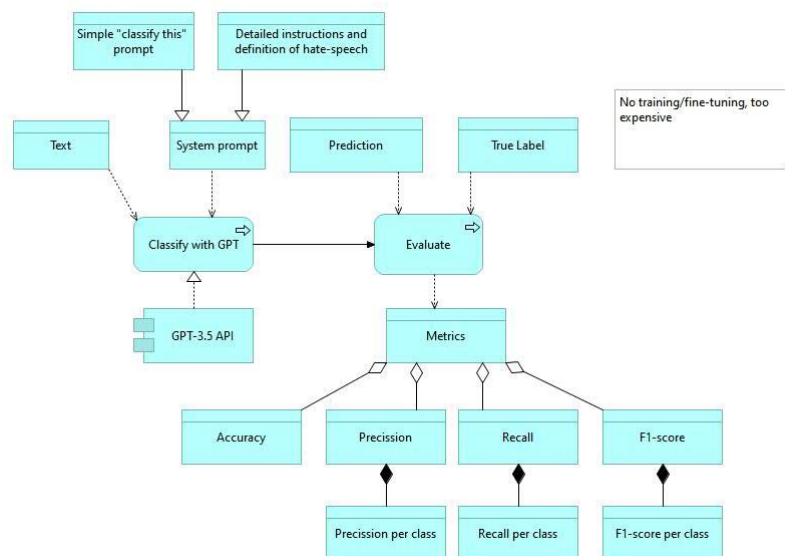 Simple "classify this"
prompt
Detailed instructions and
definition of hate-speech
No training/fine-tuning, too
expensive
Text
System prompt
Prediction
True Label
Classify with GPT
Evaluate
GPT-3.5 API
Metrics
Accuracy
Precission
Recall
F1-score
Precission per class
Recall per class
F1-score per class